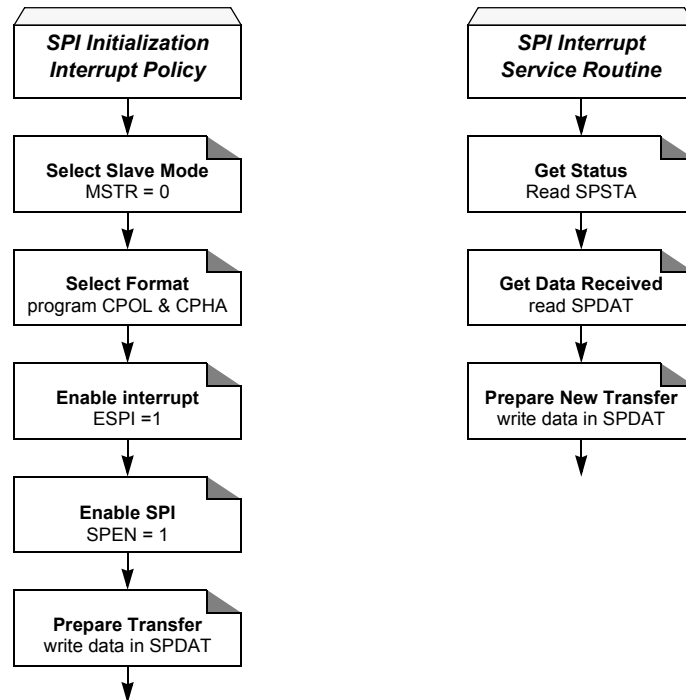 SPI Initialization
Interrupt Policy
Select Slave Mode
MSTR = 0
Select Format
program CPOL & CPHA
Enable interrupt
ESPI =1
Enable SPI
SPEN = 1
Prepare Transfer
write data in SPDAT
SPI Interrupt
Service Routine
Get Status
Read SPSTA
Get Data Received
read SPDAT
Prepare New Transfer
write data in SPDAT